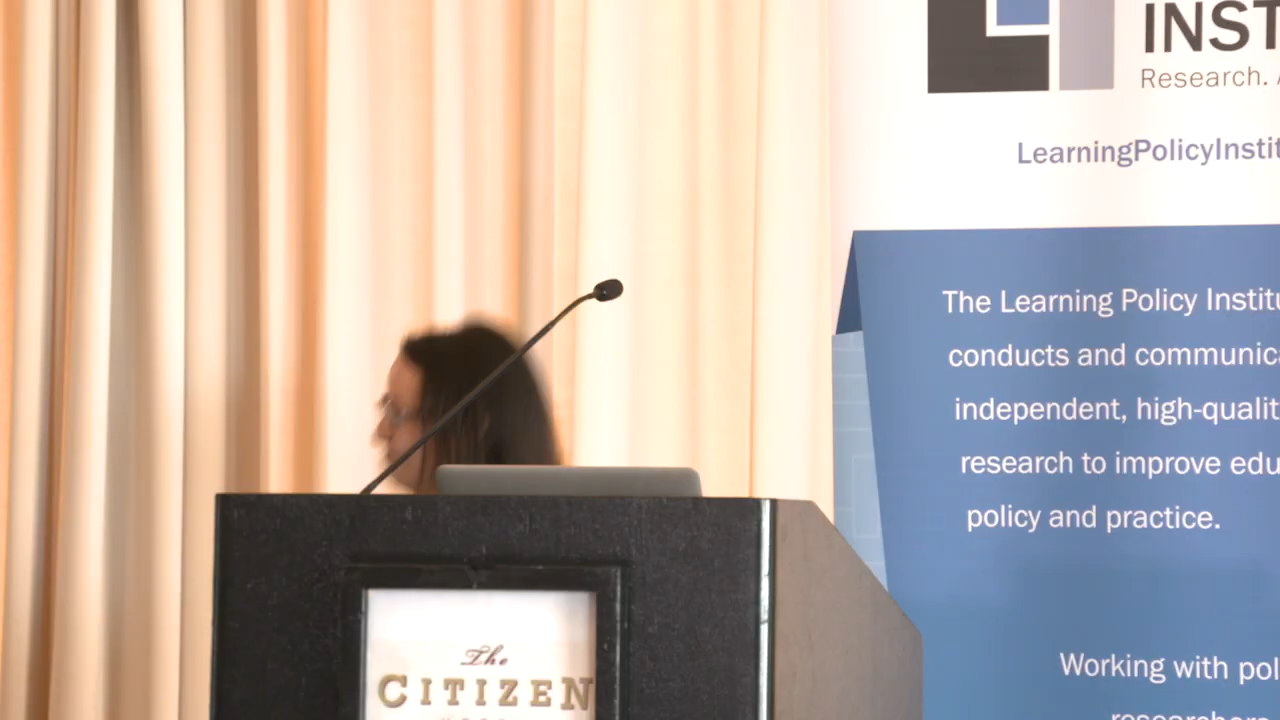 INST
Research.
LearningPolicyInstit
The Learning Policy Institu
conducts and communica
independent, high-qualit
research to improve edu
policy and practice.
Working with pol
The
CITIZEN